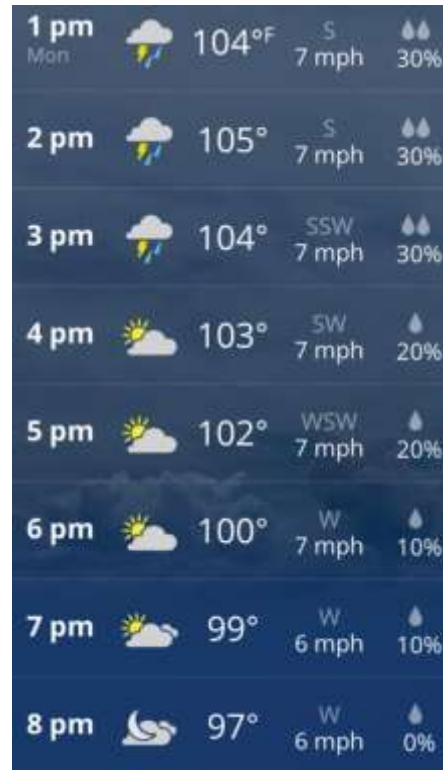 1 pm 104°F S 30%
Mon 7 mph
2 pm 105° S 30%
7 mph
3 pm 104° SSW 30%
7 mph
4 pm 103° SW 20%
7 mph
5 pm 102° WSW 20%
7 mph
6 pm 100° W 10%
7 mph
7 pm 99° W 10%
6 mph
8 pm 97° W 0%
6 mph